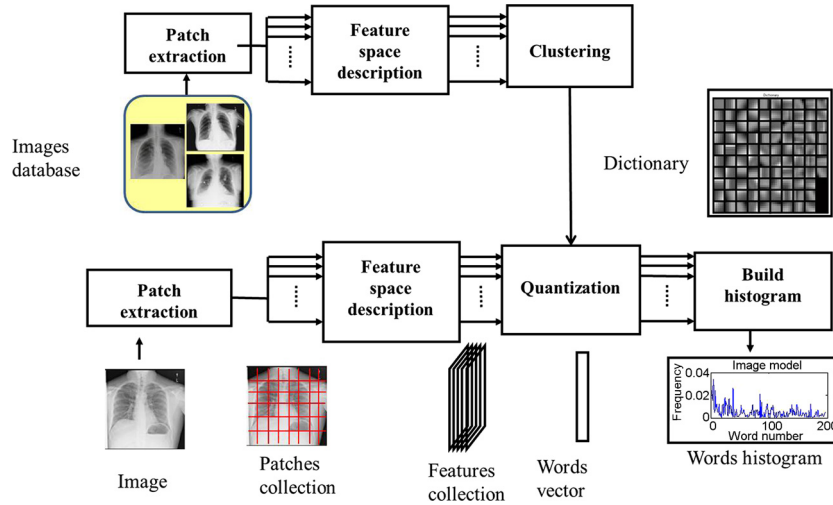 Patch
extraction
Feature
space
description
Clustering
Images
database
Dictionary
Dictionary
Patch
extraction
Feature
space
description
Quantization
Build
histogram
Image model
Frequency
0.04
0.02
0
0
100
200
Word number
Image
Patches
collection
Features
collection
Words
vector
Words histogram